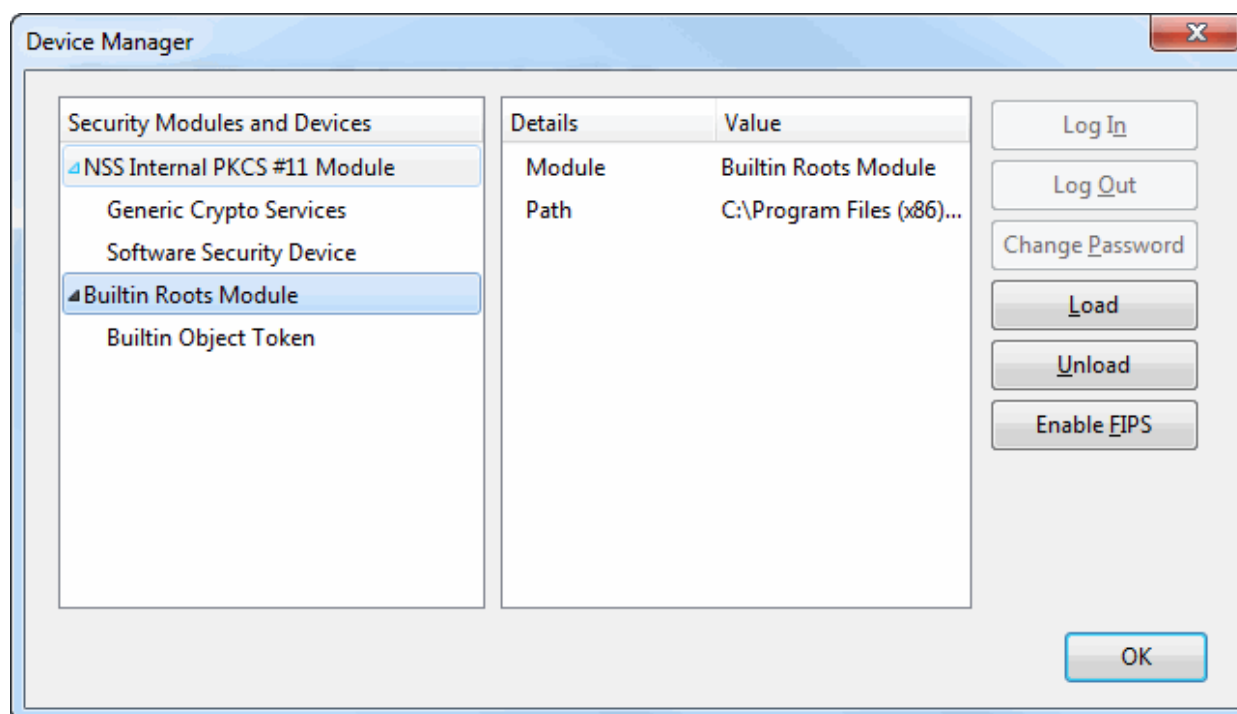 Device Manager
Security Modules and Devices
NSS Internal PKCS #11 Module
Generic Crypto Services
Software Security Device
Builtin Roots Module
Builtin Object Token
Details Value
Module Builtin Roots Module
Path C:\Program Files (x86)...
Log In
Log Out
Change Password
Load
Unload
Enable FIPS
OK